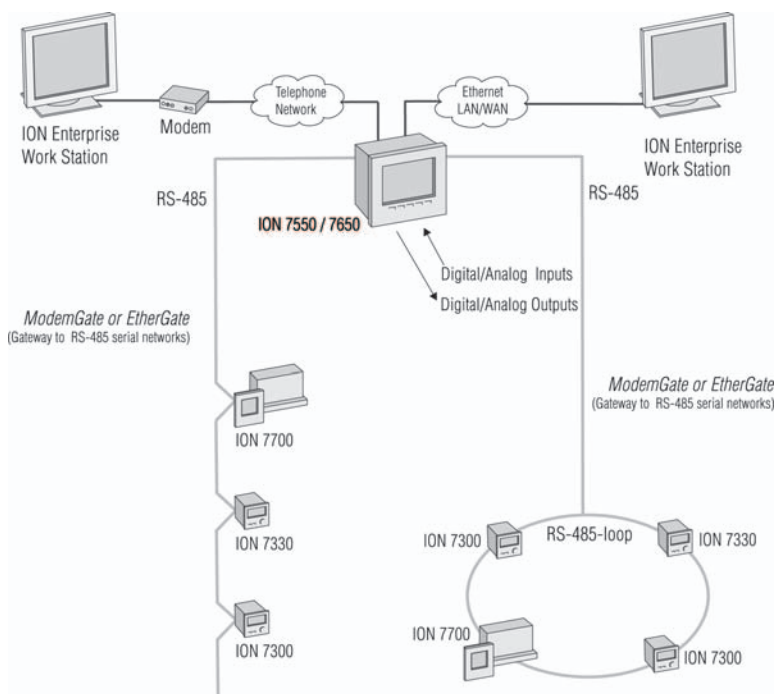 Telephone
Network
Ethernet
LAN/WAN
ION Enterprise
Work Station
Modem
ION Enterprise
Work Station
RS-485
RS-485
ION 7550 / 7650
Digital/Analog Inputs
Digital/Analog Outputs
ModemGate or EtherGate
(Gateway to RS-485 serial networks)
ModemGate or EtherGate
(Gateway to RS-485 serial networks)
ION 7700
ION 7330
ION 7300
ION 7300
RS-485-loop
ION 7330
ION 7700
ION 7300